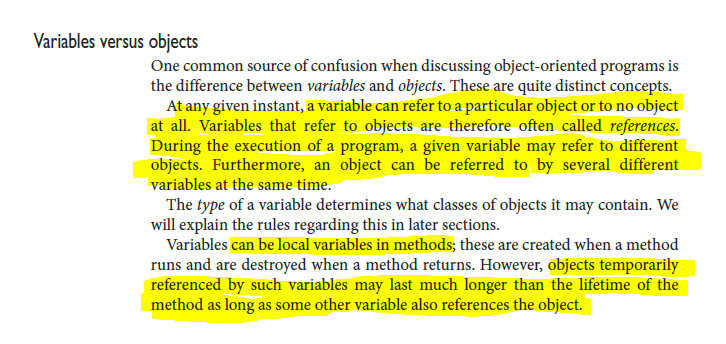 Variables versus objects
One common source of confusion when discussing object-oriented programs is
the difference between variables and objects. These are quite distinct concepts.
At any given instant, a variable can refer to a particular object or to no object
at all. Variables that refer to objects are therefore often called references.
During the execution of a program, a given variable may refer to different
objects. Furthermore, an object can be referred to by several different
variables at the same time.
The type of a variable determines what classes of objects it may contain. We
will explain the rules regarding this in later sections.
Variables can be local variables in methods; these are created when a method
runs and are destroyed when a method returns. However, objects temporarily
referenced by such variables may last much longer than the lifetime of the
method as long as some other variable also references the object.